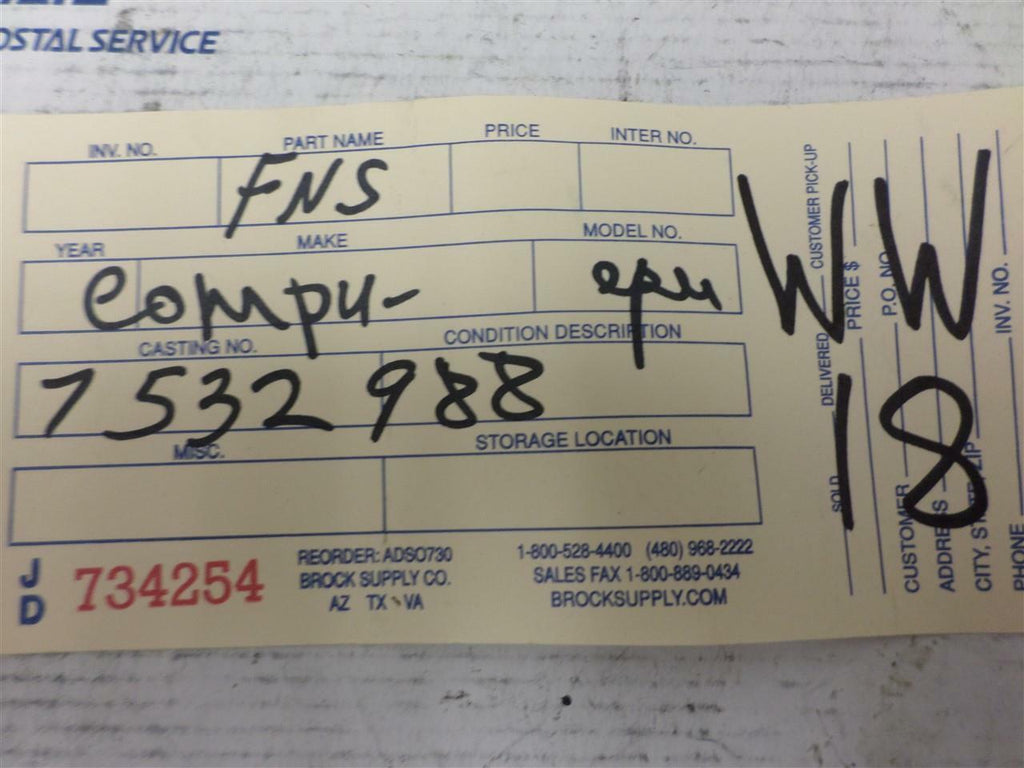 OSTAL SERVICE
INV. NO. PART NAME PRICE INTER NO.
FNS
YEAR MAKE MODEL NO.
Compu-
CASTING NO. CONDITION DESCRIPTION
7532988
MISC. STORAGE LOCATION
JD 734254
REORDER: ADSO730
BROCK SUPPLY CO.
AZ TX VA
1-800-528-4400 (480) 968-2222
SALES FAX 1-800-889-0434
BROCKSUPPLY.COM
WW
18
SOLD DELIVERED CUSTOMER PICK-UP
PRICE $
CUSTOMER P.O. NO.
ADDRESS
CITY, STATE, ZIP
PHONE INV. NO.